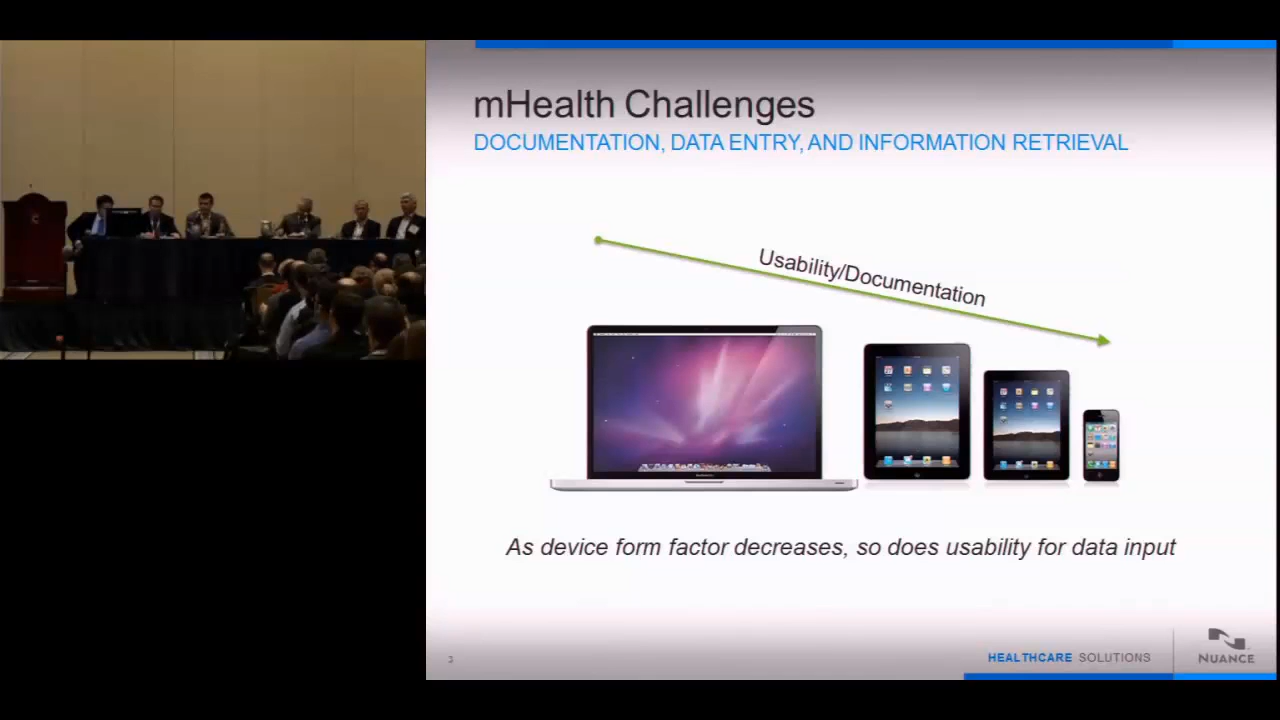 mHealth Challenges
DOCUMENTATION, DATA ENTRY, AND INFORMATION RETRIEVAL
Usability/Documentation
As device form factor decreases, so does usability for data input
3
HEALTHCARE SOLUTIONS
NUANCE